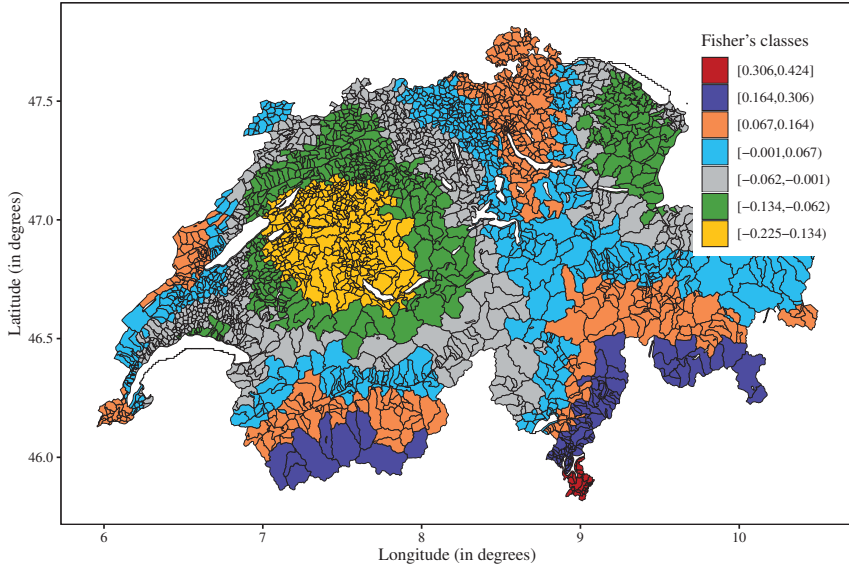 Fisher's classes
[0.306,0.424]
[0.164,0.306)
[0.067,0.164)
[−0.001,0.067)
[−0.062,−0.001)
[−0.134,−0.062)
[−0.225−0.134)
47.5
47.0
46.5
46.0
Latitude (in degrees)
6 7 8 9 10
Longitude (in degrees)